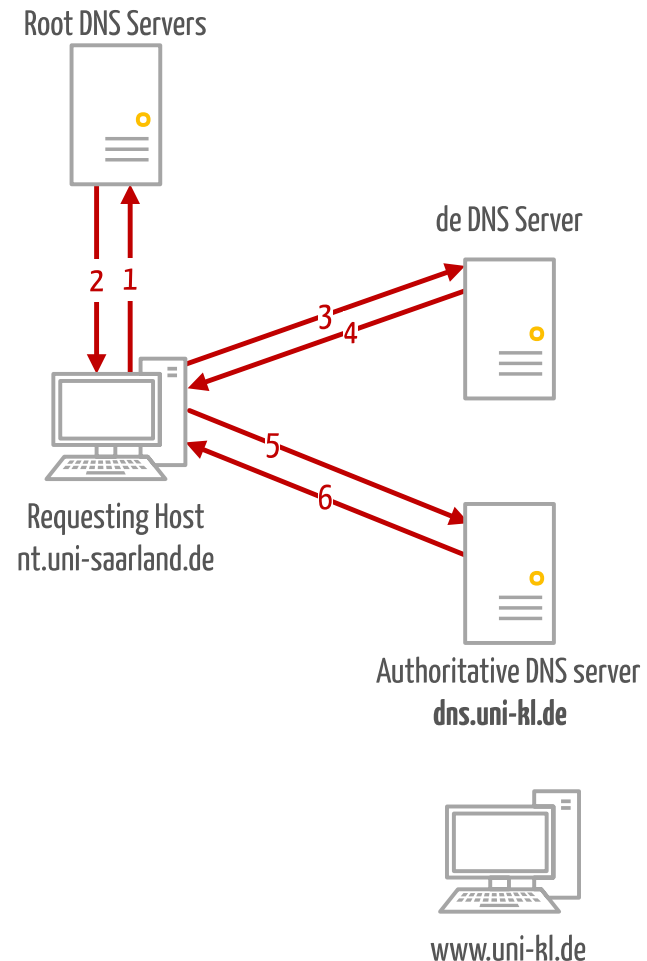 Root DNS Servers
de DNS Server
2
1
3
4
5
6
Requesting Host
nt.uni-saarland.de
Authoritative DNS server
dns.uni-kl.de
www.uni-kl.de